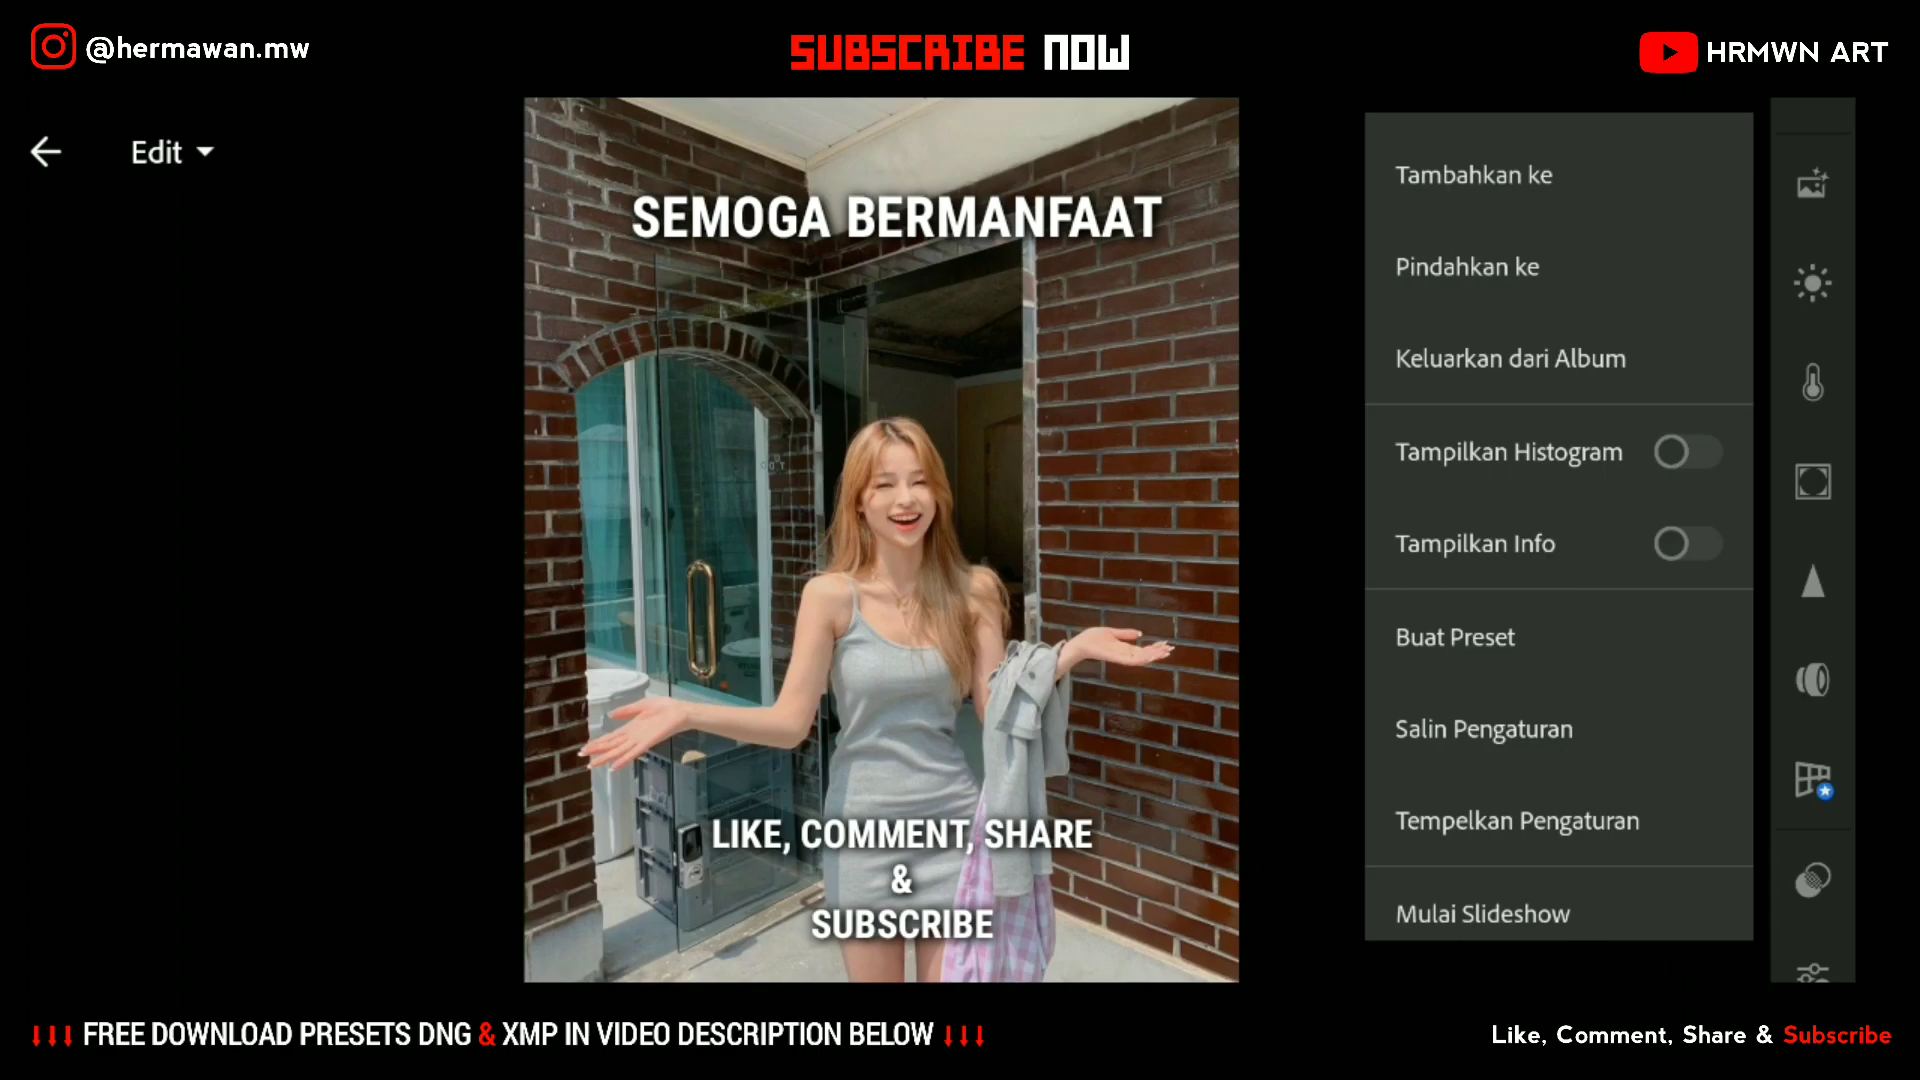 @hermawan.mw
SUBSCRIBE NOW
HRMWN ART
Edit
SEMOGA BERMANFAAT
LIKE, COMMENT, SHARE
&
SUBSCRIBE
Tambahkan ke
Pindahkan ke
Keluarkan dari Album
Tampilkan Histogram
Tampilkan Info
Buat Preset
Salin Pengaturan
Tempelkan Pengaturan
Mulai Slideshow
↓↓↓ FREE DOWNLOAD PRESETS DNG & XMP IN VIDEO DESCRIPTION BELOW ↓↓↓
Like, Comment, Share & Subscribe